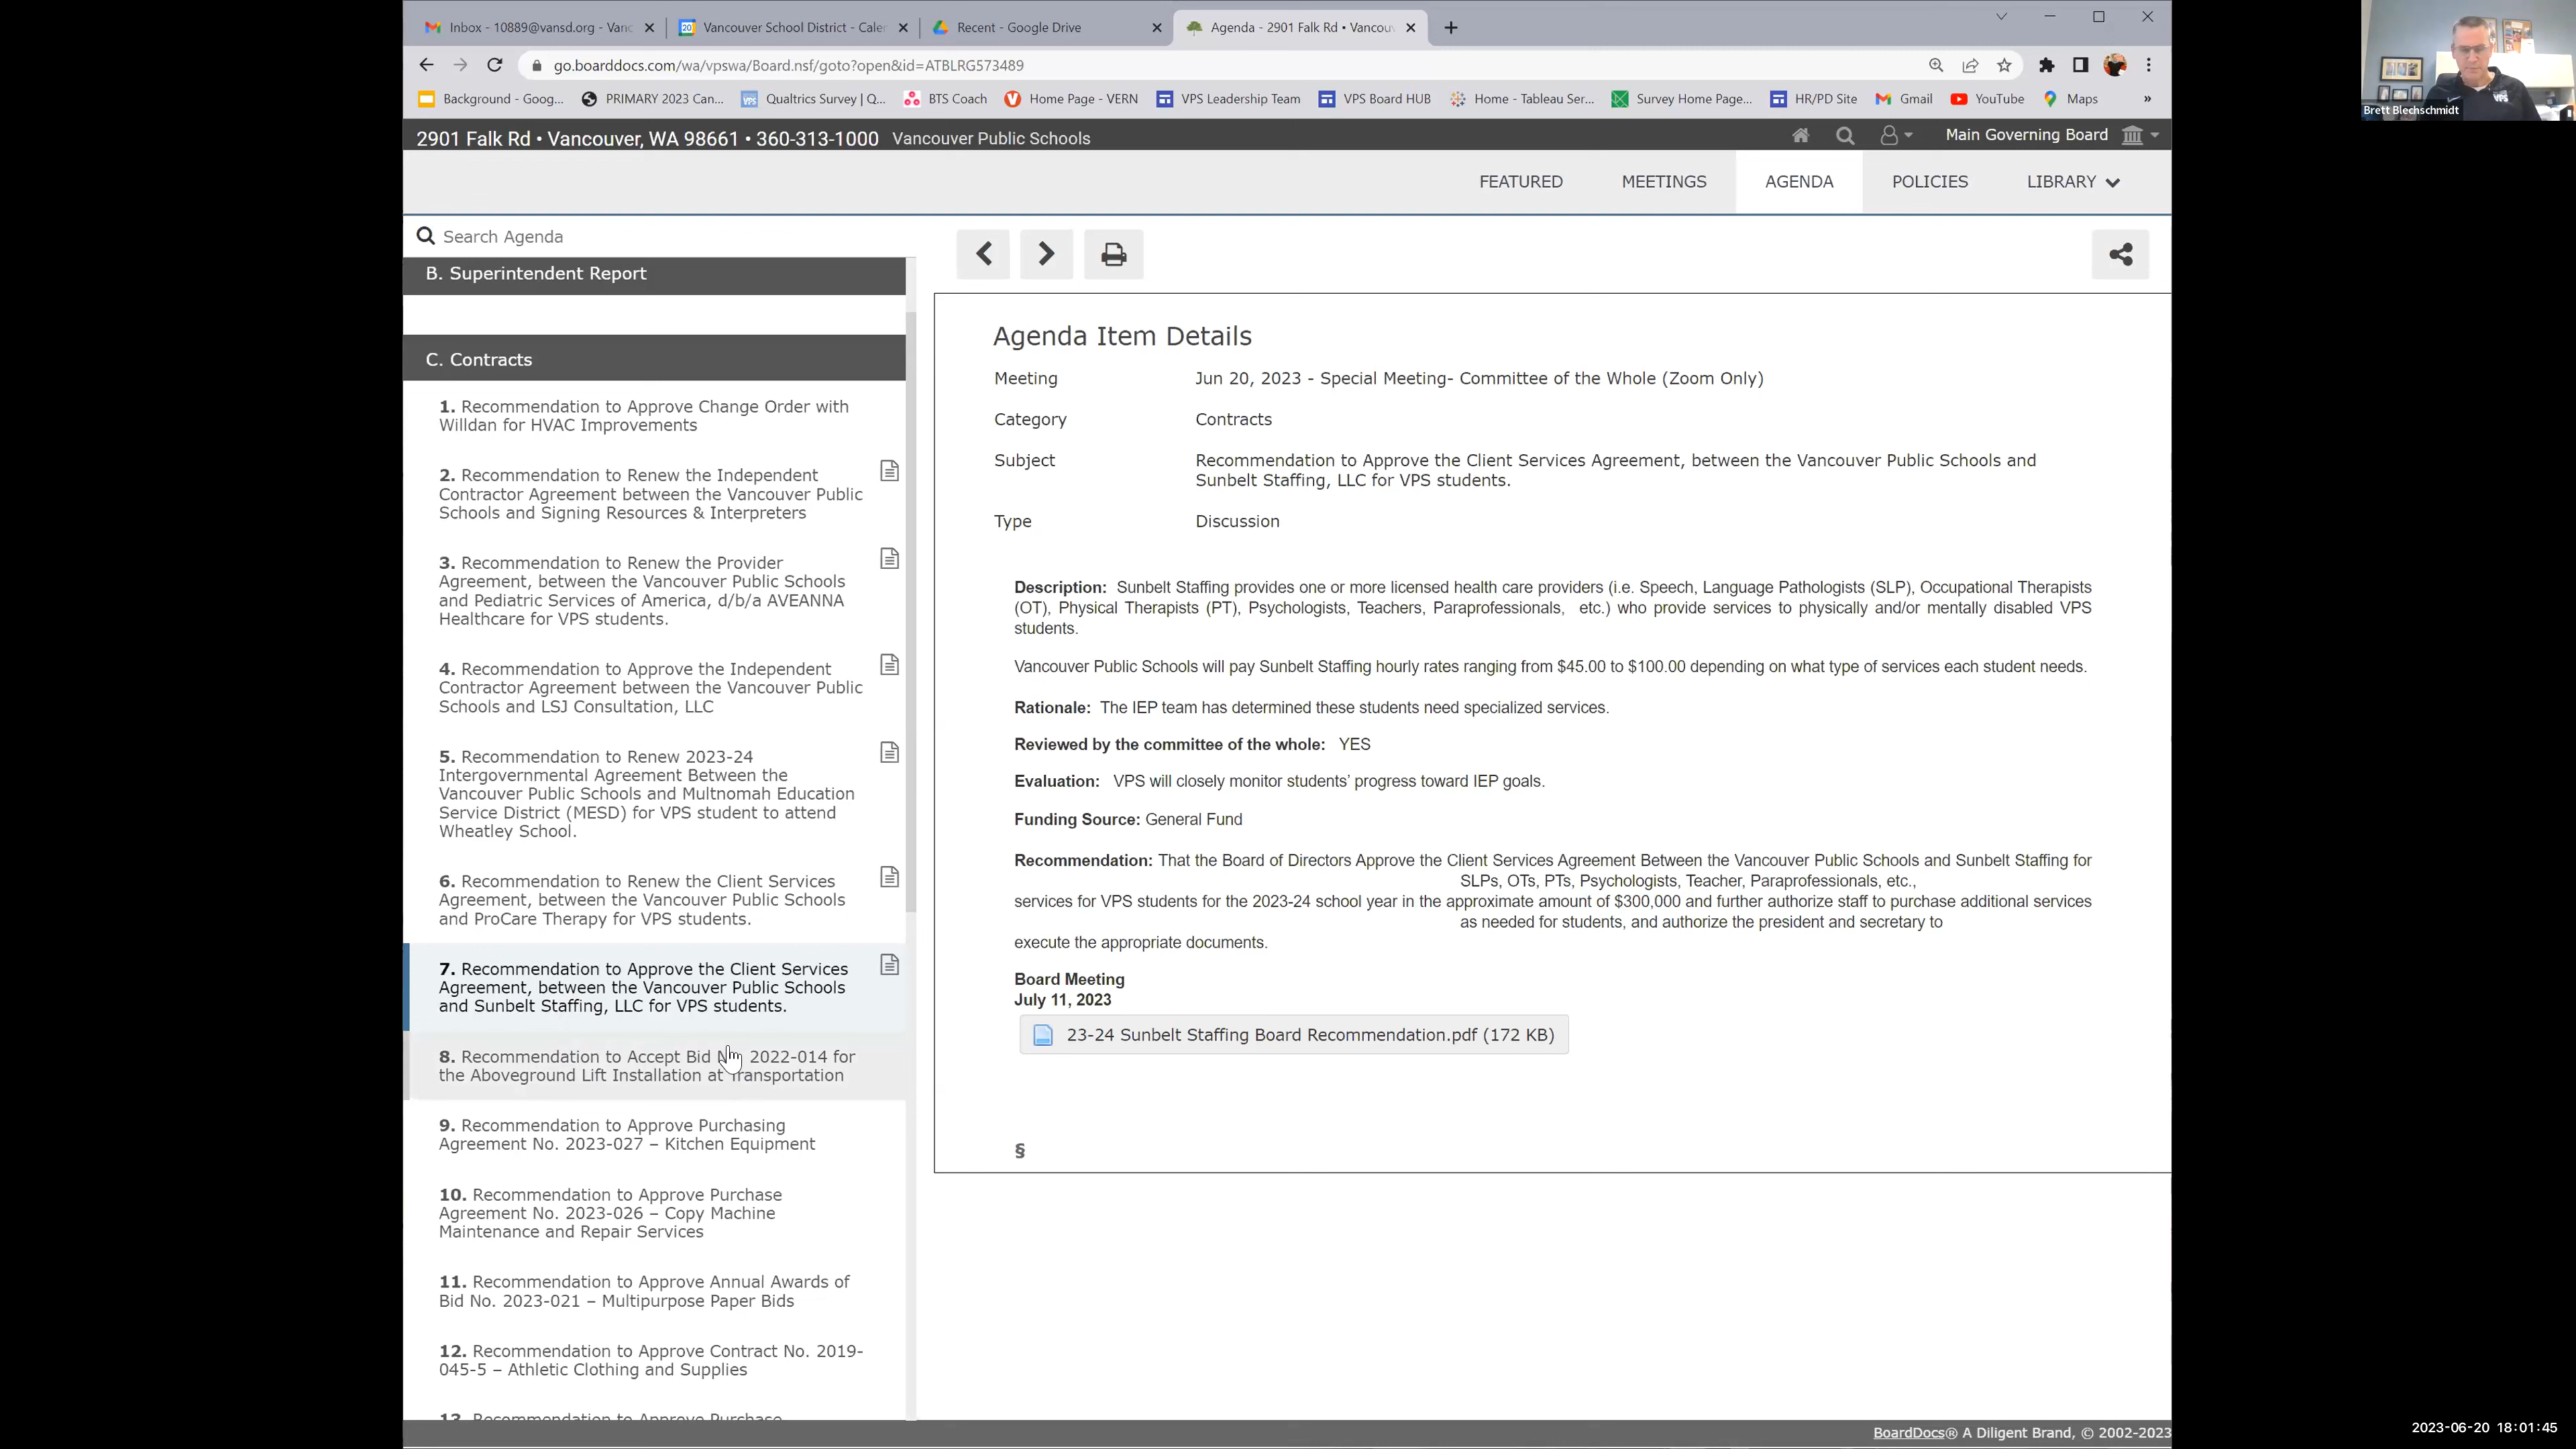 Inbox - 10889@vansd.org - Vanc
Vancouver School District - Caler
Recent - Google Drive
Agenda - 2901 Falk Rd • Vancouv
go.boarddocs.com/wa/vpswa/Board.nsf/goto?open&id=ATBLRG573489
Background - Goog...
PRIMARY 2023 Can...
Qualtrics Survey | Q...
BTS Coach
Home Page - VERN
VPS Leadership Team
VPS Board HUB
Home - Tableau Ser...
Survey Home Page...
HR/PD Site
Gmail
YouTube
Maps
»
2901 Falk Rd • Vancouver, WA 98661 • 360-313-1000 Vancouver Public Schools
Main Governing Board
FEATURED
MEETINGS
AGENDA
POLICIES
LIBRARY
Search Agenda
B. Superintendent Report
C. Contracts
1. Recommendation to Approve Change Order with
Willdan for HVAC Improvements
2. Recommendation to Renew the Independent
Contractor Agreement between the Vancouver Public
Schools and Signing Resources & Interpreters
3. Recommendation to Renew the Provider
Agreement, between the Vancouver Public Schools
and Pediatric Services of America, d/b/a AVEANNA
Healthcare for VPS students.
4. Recommendation to Approve the Independent
Contractor Agreement between the Vancouver Public
Schools and LSJ Consultation, LLC
5. Recommendation to Renew 2023-24
Intergovernmental Agreement Between the
Vancouver Public Schools and Multnomah Education
Service District (MESD) for VPS student to attend
Wheatley School.
6. Recommendation to Renew the Client Services
Agreement, between the Vancouver Public Schools
and ProCare Therapy for VPS students.
7. Recommendation to Approve the Client Services
Agreement, between the Vancouver Public Schools
and Sunbelt Staffing, LLC for VPS students.
8. Recommendation to Accept Bid 2022-014 for
the Aboveground Lift Installation at Transportation
9. Recommendation to Approve Purchasing
Agreement No. 2023-027 – Kitchen Equipment
10. Recommendation to Approve Purchase
Agreement No. 2023-026 – Copy Machine
Maintenance and Repair Services
11. Recommendation to Approve Annual Awards of
Bid No. 2023-021 – Multipurpose Paper Bids
12. Recommendation to Approve Contract No. 2019-
045-5 – Athletic Clothing and Supplies
13. Recommendation to Approve Purchase
Agenda Item Details
Meeting Jun 20, 2023 - Special Meeting- Committee of the Whole (Zoom Only)
Category Contracts
Subject Recommendation to Approve the Client Services Agreement, between the Vancouver Public Schools and
Sunbelt Staffing, LLC for VPS students.
Type Discussion
Description: Sunbelt Staffing provides one or more licensed health care providers (i.e. Speech, Language Pathologists (SLP), Occupational Therapists
(OT), Physical Therapists (PT), Psychologists, Teachers, Paraprofessionals, etc.) who provide services to physically and/or mentally disabled VPS
students.
Vancouver Public Schools will pay Sunbelt Staffing hourly rates ranging from $45.00 to $100.00 depending on what type of services each student needs.
Rationale: The IEP team has determined these students need specialized services.
Reviewed by the committee of the whole: YES
Evaluation: VPS will closely monitor students' progress toward IEP goals.
Funding Source: General Fund
Recommendation: That the Board of Directors Approve the Client Services Agreement Between the Vancouver Public Schools and Sunbelt Staffing for
SLPs, OTs, PTs, Psychologists, Teacher, Paraprofessionals, etc.,
services for VPS students for the 2023-24 school year in the approximate amount of $300,000 and further authorize staff to purchase additional services
as needed for students, and authorize the president and secretary to
execute the appropriate documents.
Board Meeting
July 11, 2023
23-24 Sunbelt Staffing Board Recommendation.pdf (172 KB)
§
BoardDocs® A Diligent Brand, © 2002-2023
VPS
Brett Blechschmidt
2023-06-20 18:01:45